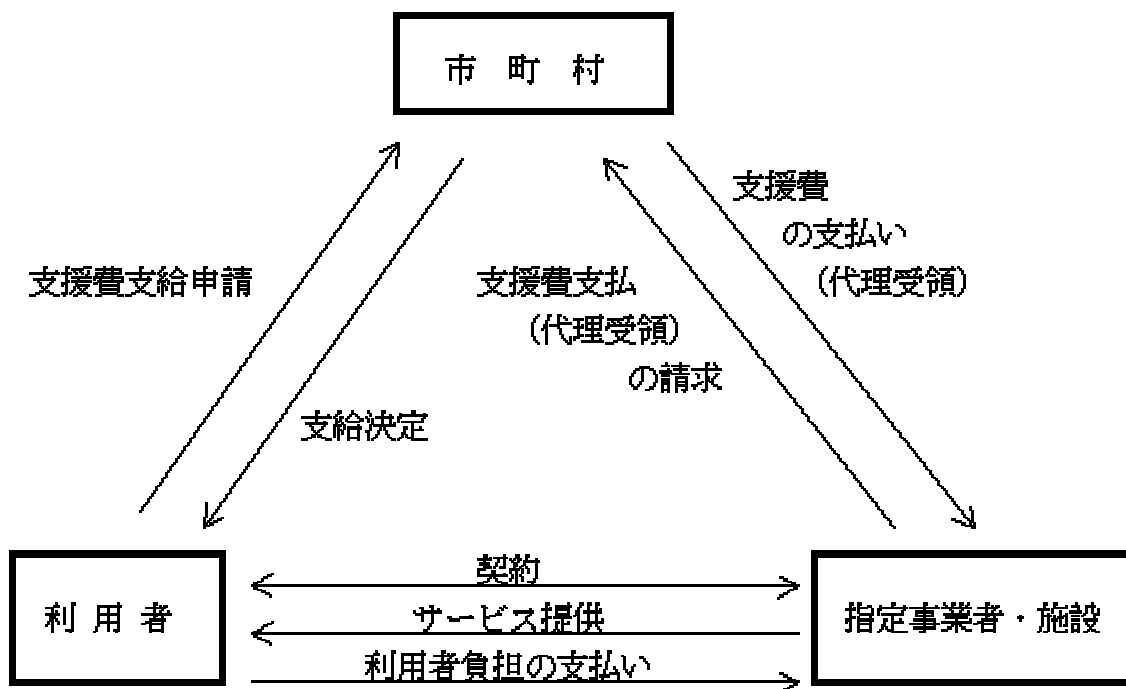 市 町 村
支援費
の支払い
(代理受領)
支援費支給申請
支援費支払
(代理受領)
の請求
支給決定
契約
利 用 者
サービス提供
指定事業者・施設
利用者負担の支払い